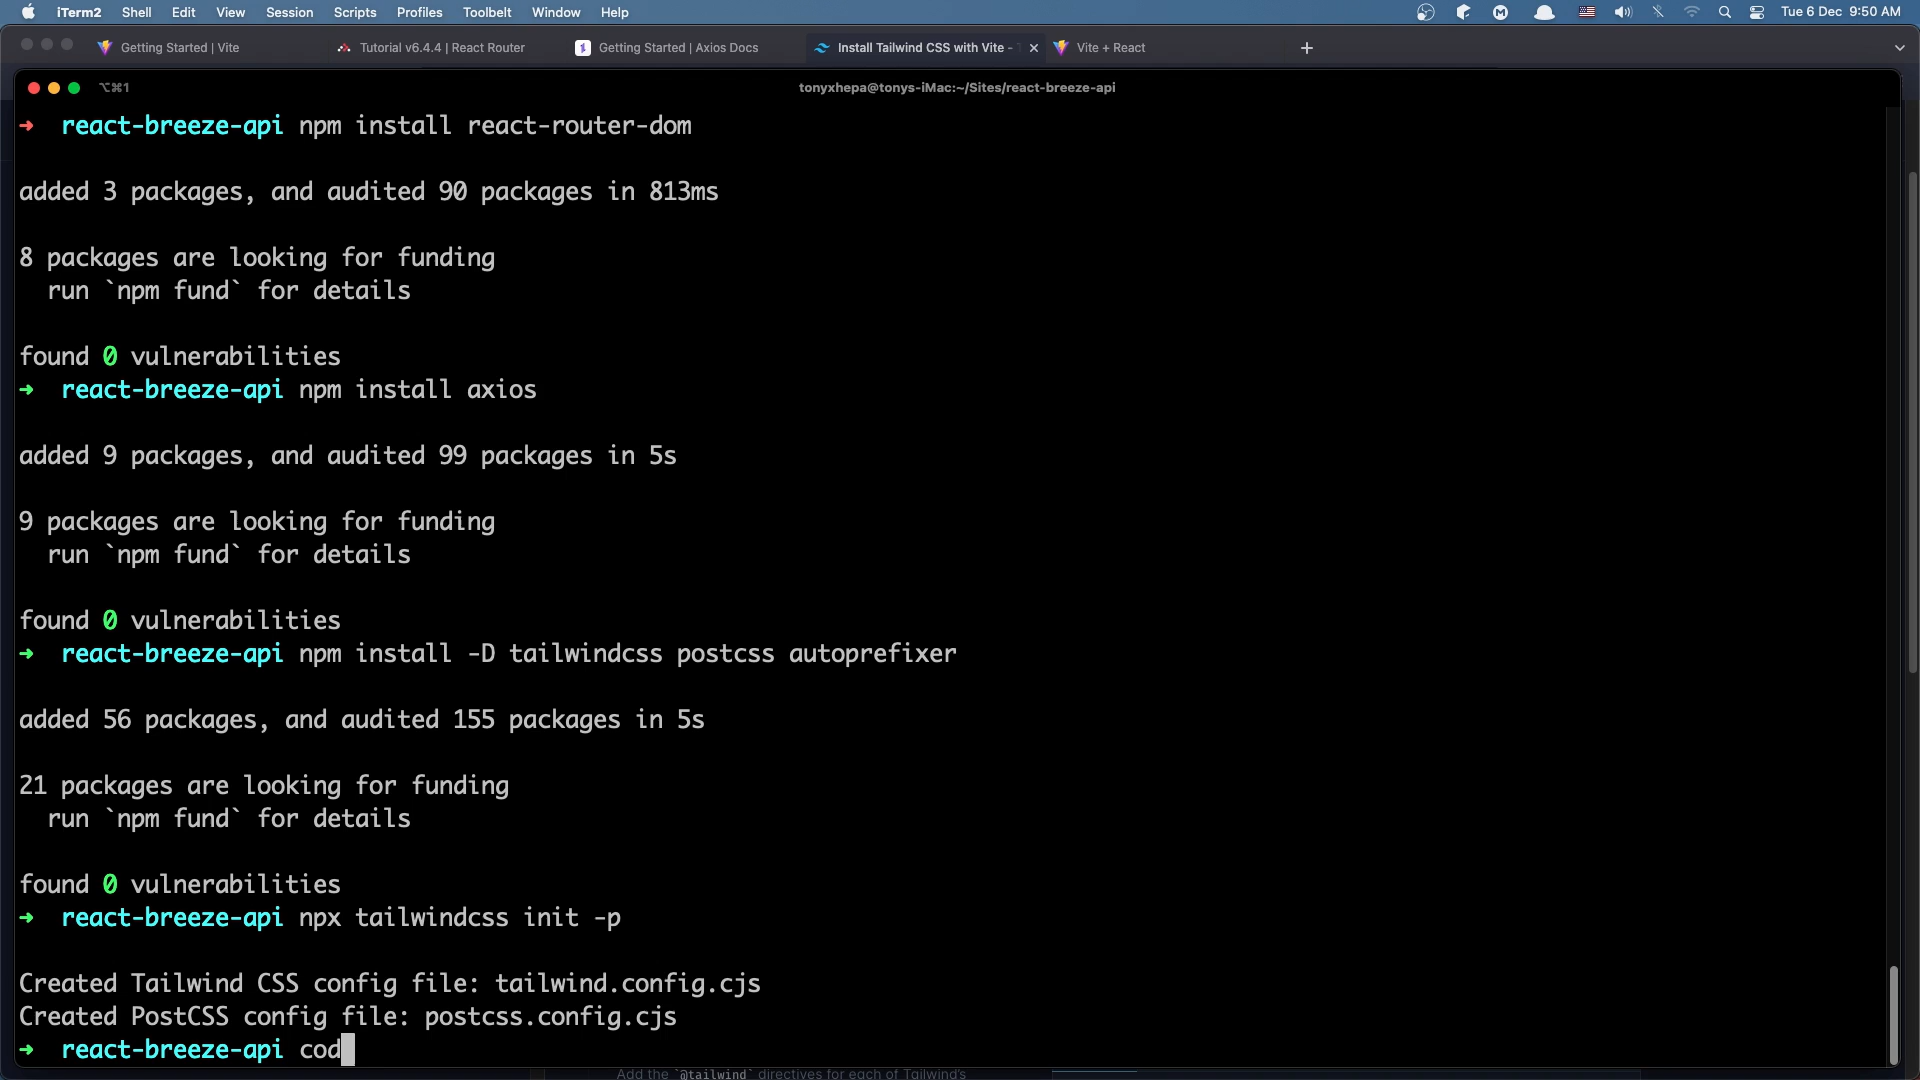 iTerm2 Shell Edit View Session Scripts Profiles Toolbelt Window Help Tue 6 Dec 9:50 AM
Getting Started | Vite Tutorial v6.4.4 | React Router Getting Started | Axios Docs Install Tailwind CSS with Vite - Vite + React
⌥⌘1 tonyxhepa@tonys-iMac:~/Sites/react-breeze-api
➜ react-breeze-api npm install react-router-dom
added 3 packages, and audited 90 packages in 813ms
8 packages are looking for funding
run `npm fund` for details
found 0 vulnerabilities
➜ react-breeze-api npm install axios
added 9 packages, and audited 99 packages in 5s
9 packages are looking for funding
run `npm fund` for details
found 0 vulnerabilities
➜ react-breeze-api npm install -D tailwindcss postcss autoprefixer
added 56 packages, and audited 155 packages in 5s
21 packages are looking for funding
run `npm fund` for details
found 0 vulnerabilities
➜ react-breeze-api npx tailwindcss init -p
Created Tailwind CSS config file: tailwind.config.cjs
Created PostCSS config file: postcss.config.cjs
➜ react-breeze-api cod
Add the `@tailwind` directives for each of Tailwind's